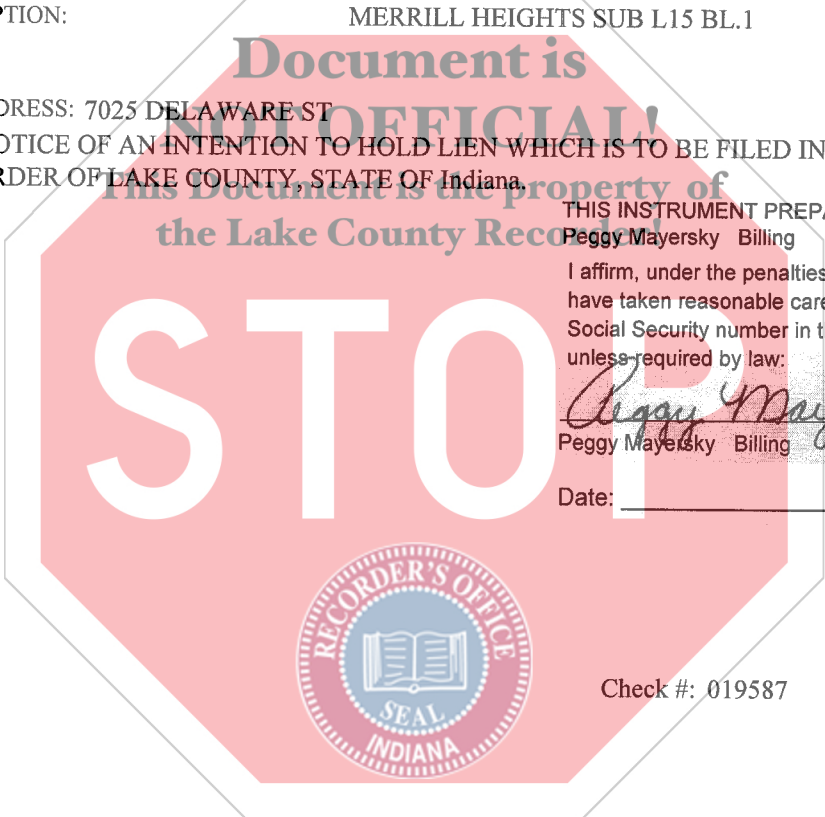 PTION: MERRILL HEIGHTS SUB L15 BL.1
Document is
DRESS: 7025 DELAWARE ST
NOT OFFICIAL!
OTICE OF AN INTENTION TO HOLD LIEN WHICH IS TO BE FILED IN
RDER OF LAKE COUNTY, STATE OF Indiana.
This Document is the property of
the Lake County Recorder!
THIS INSTRUMENT PREPA
Peggy Mayersky Billing
I affirm, under the penalties
have taken reasonable care
Social Security number in t
unless required by law:
Peggy May
Peggy Mayersky Billing
Date:
STOP
RECORDER'S OFFICE
SEAL
INDIANA
Check #: 019587